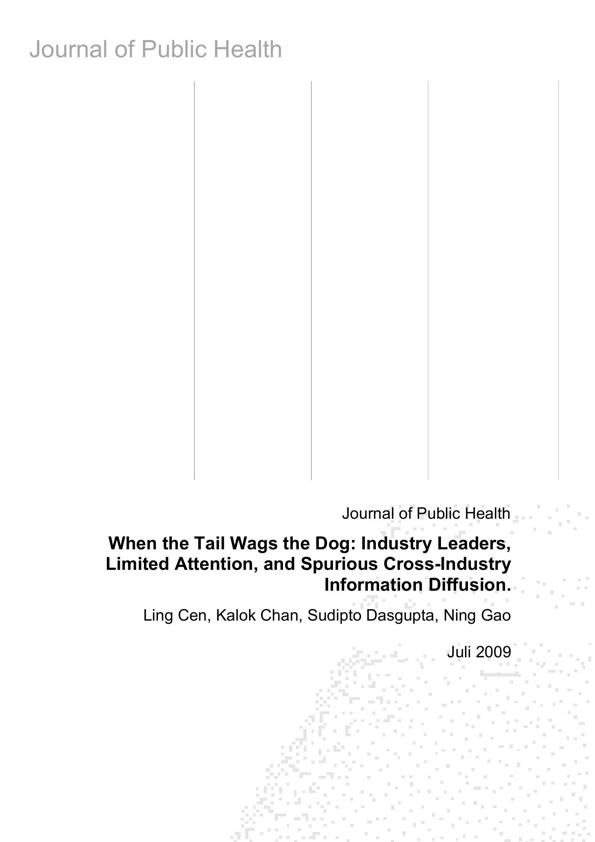 Journal of Public Health
Journal of Public Health
When the Tail Wags the Dog: Industry Leaders,
Limited Attention, and Spurious Cross-Industry
Information Diffusion.
Ling Cen, Kalok Chan, Sudipto Dasgupta, Ning Gao
Juli 2009